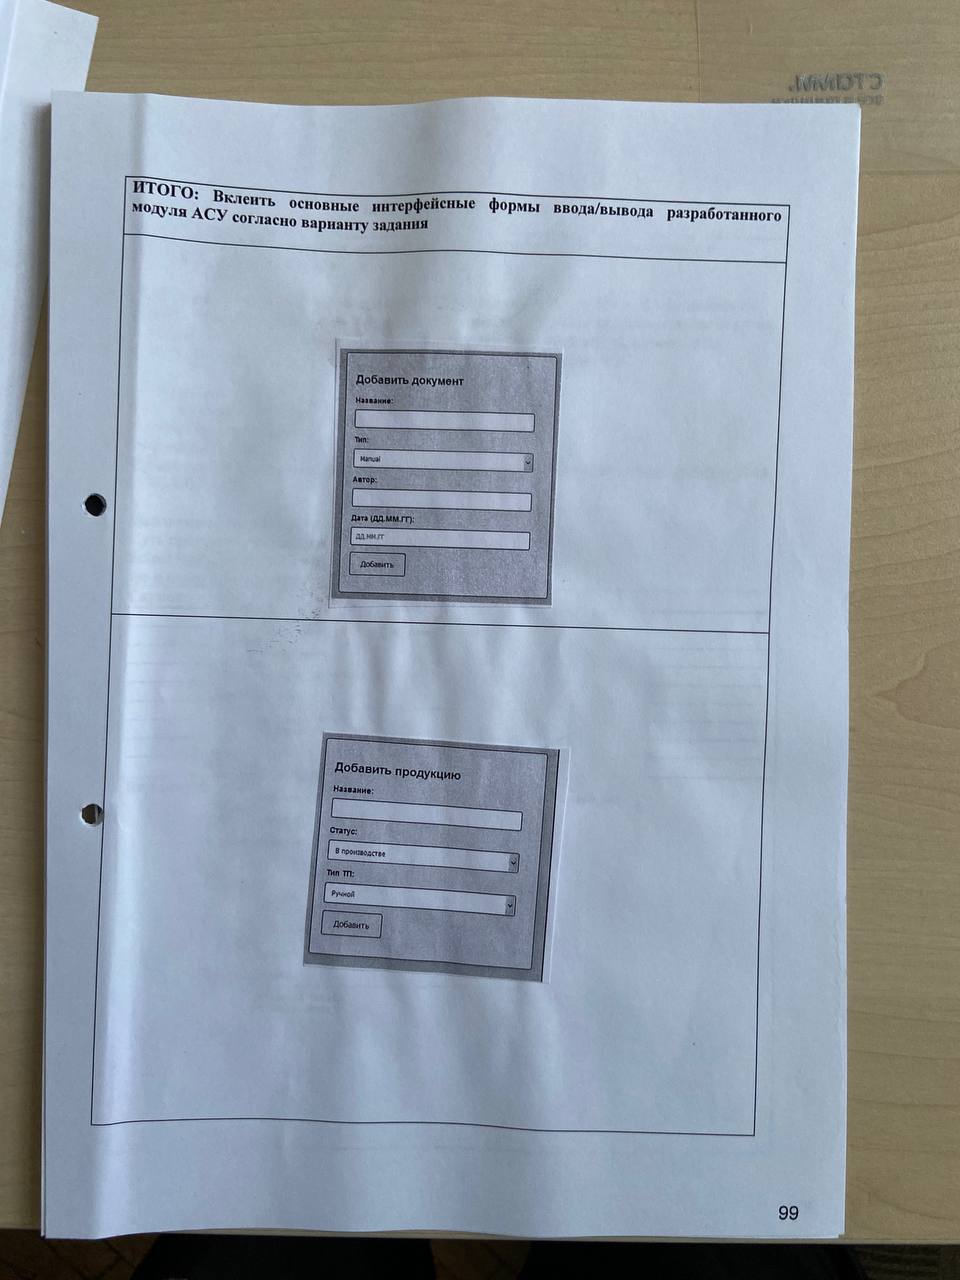 ИТОГО: Вклеить основные интерфейсные формы ввода/вывода разработанного
модуля АСУ согласно варианту задания
Добавить документ
Название:
Тип:
Manual
Автор:
Дата (ДД.ММ.ГГ):
ДД.ММ.ГГ
Добавить
Добавить продукцию
Название:
Статус:
В производстве
Тип ТП:
Ручной
Добавить
99